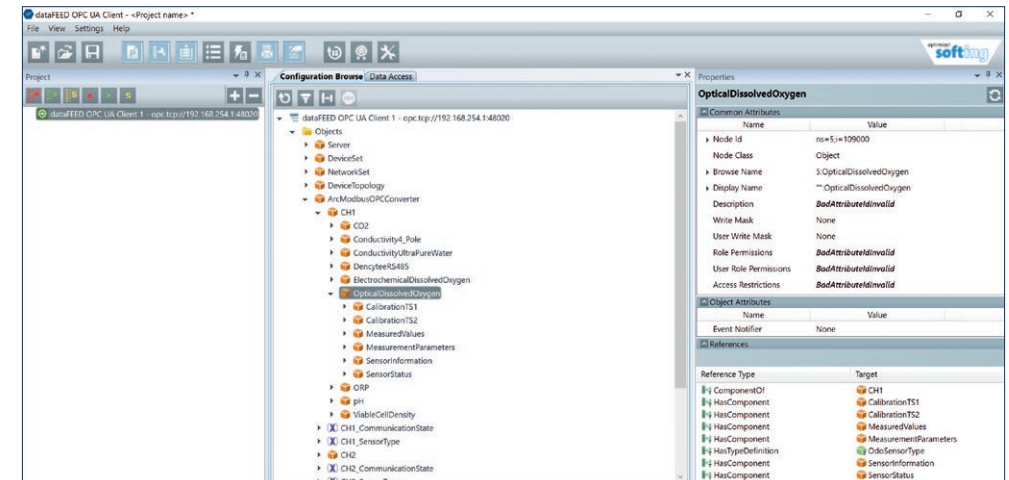 dataFEED OPC UA Client - <Project name> *
File View Settings Help
optimize!
softing
Project
dataFEED OPC UA Client 1 - opc.tcp://192.168.254.1:48020
Configuration Browse Data Access
dataFEED OPC UA Client 1 - opc.tcp://192.168.254.1:48020
Objects
Server
DeviceSet
NetworkSet
DeviceTopology
ArcModbusOPCConverter
CH1
CO2
Conductivity4_Pole
ConductivityUltraPureWater
DencyteeRS485
ElectrochemicalDissolvedOxygen
OpticalDissolvedOxygen
CalibrationTS1
CalibrationTS2
MeasuredValues
MeasurementParameters
SensorInformation
SensorStatus
ORP
pH
ViableCellDensity
CH1_CommunicationState
CH1_SensorType
CH2
CH2_CommunicationState
Properties
OpticalDissolvedOxygen
Common Attributes
Name Value
Node Id ns=5;i=109000
Node Class Object
Browse Name 5:OpticalDissolvedOxygen
Display Name "":OpticalDissolvedOxygen
Description BadAttributeIdInvalid
Write Mask None
User Write Mask None
Role Permissions BadAttributeIdInvalid
User Role Permissions BadAttributeIdInvalid
Access Restrictions BadAttributeIdInvalid
Object Attributes
Name Value
Event Notifier None
References
Reference Type Target
ComponentOf CH1
HasComponent CalibrationTS1
HasComponent CalibrationTS2
HasComponent MeasuredValues
HasComponent MeasurementParameters
HasTypeDefinition OdoSensorType
HasComponent SensorInformation
HasComponent SensorStatus